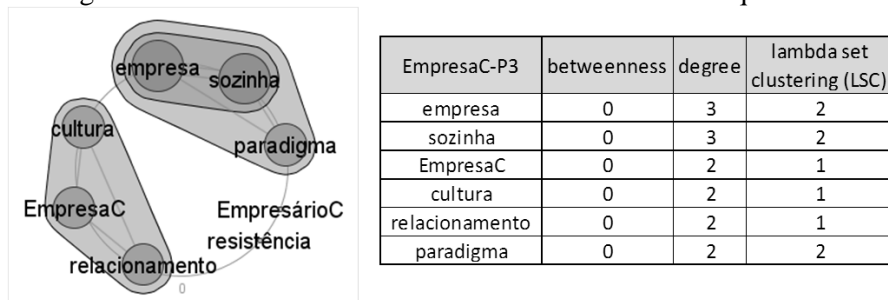 empresa
sozinha
cultura
paradigma
EmpresaC
EmpresárioC
resistência
relacionamento
0
EmpresaC-P3 betweenness degree lambda set clustering (LSC)
empresa 0 3 2
sozinha 0 3 2
EmpresaC 0 2 1
cultura 0 2 1
relacionamento 0 2 1
paradigma 0 2 2